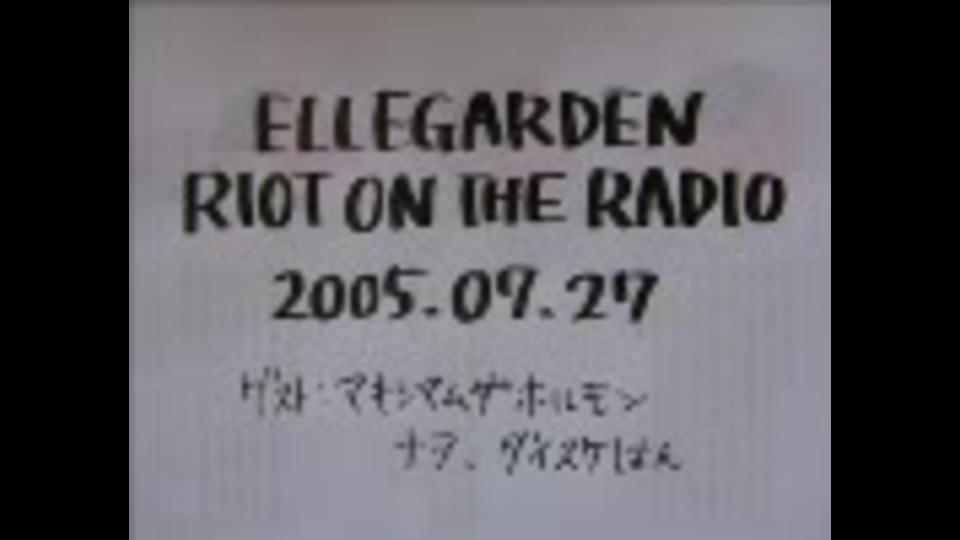 ELLEGARDEN
RIOT ON THE RADIO
2005.07.27
ゲスト:マキシマムザホルモン
ナヲ、ダイスケはん